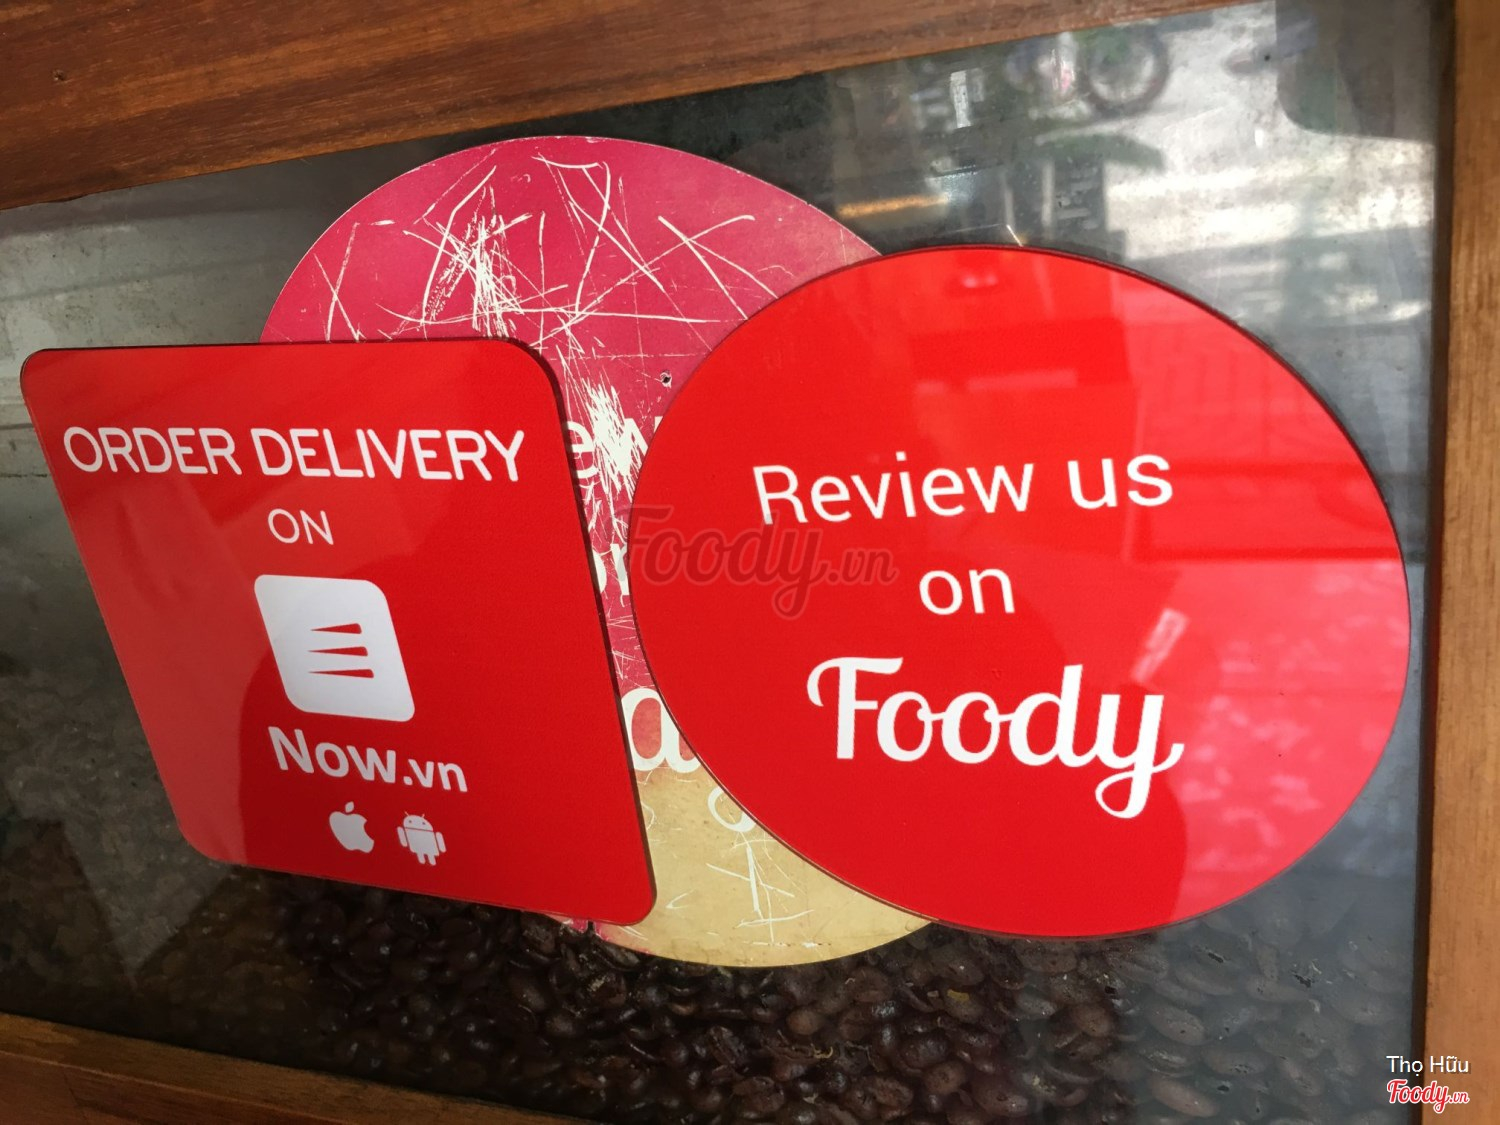 ORDER DELIVERY
ON
Now.vn
Review us
on
Foody
Foody.vn
Thọ Hữu
Foody.vn